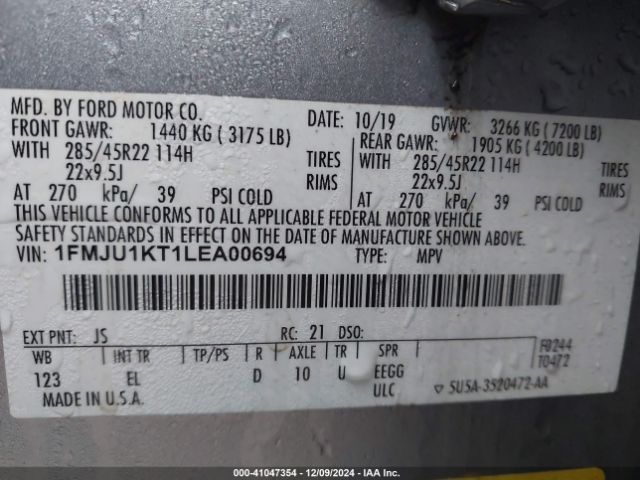 MFD. BY FORD MOTOR CO.
DATE: 10/19 GVWR: 3266 KG ( 7200 LB)
FRONT GAWR: 1440 KG ( 3175 LB)
REAR GAWR: 1905 KG ( 4200 LB)
WITH 285/45R22 114H TIRES
WITH 285/45R22 114H TIRES
22x9.5J RIMS
22x9.5J RIMS
AT 270 kPa/ 39 PSI COLD
AT 270 kPa/ 39 PSI COLD
THIS VEHICLE CONFORMS TO ALL APPLICABLE FEDERAL MOTOR VEHICLE
SAFETY STANDARDS IN EFFECT ON THE DATE OF MANUFACTURE SHOWN ABOVE.
VIN: 1FMJU1KT1LEA00694 TYPE: MPV
EXT PNT: JS RC: 21 DSO:
WB INT TR TP/PS R AXLE TR SPR
F0244
T0472
123 EL D 10 U EEGG
ULC
MADE IN U.S.A.
5U5A-3520472-AA
000-41047354 - 12/09/2024 - IAA Inc.